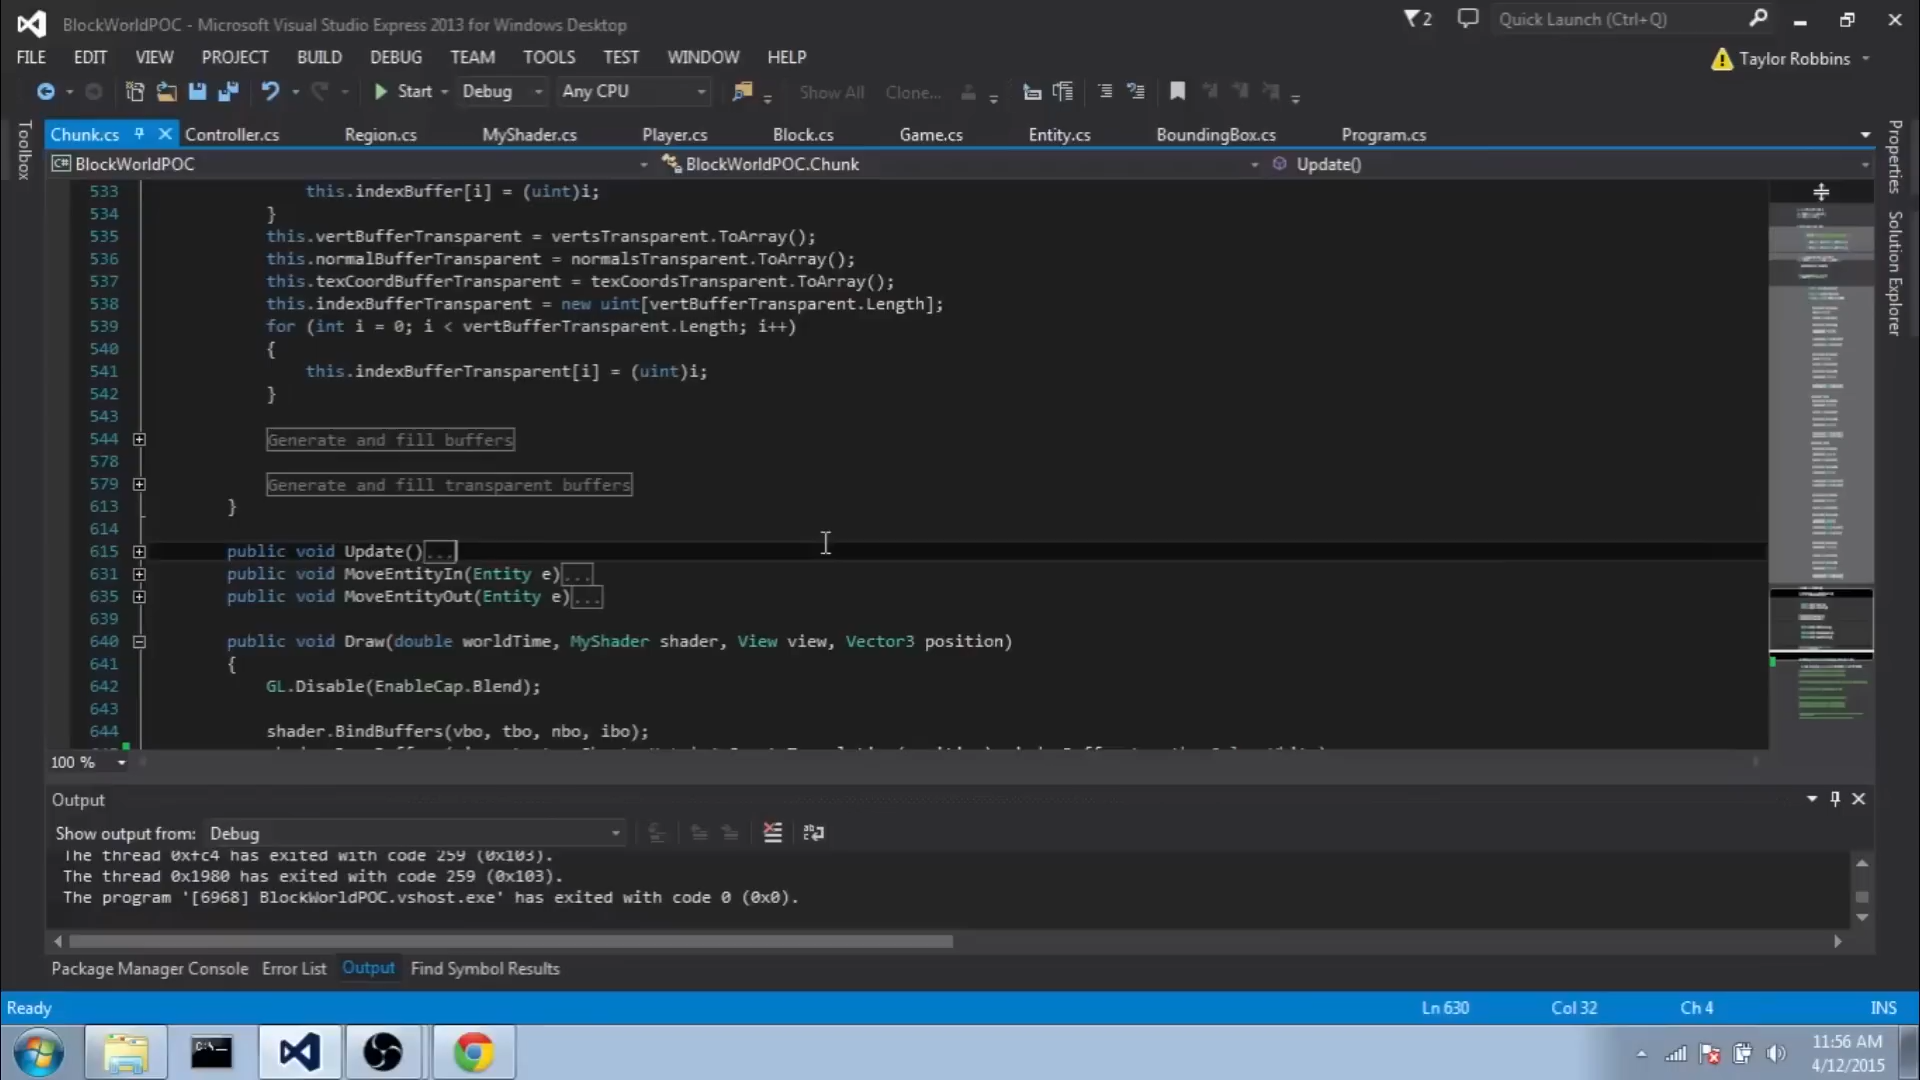 BlockWorldPOC - Microsoft Visual Studio Express 2013 for Windows Desktop
2
Quick Launch (Ctrl+Q)
FILE EDIT VIEW PROJECT BUILD DEBUG TEAM TOOLS TEST WINDOW HELP
Taylor Robbins
Start Debug Any CPU Show All Clone...
Toolbox
Chunk.cs Controller.cs Region.cs MyShader.cs Player.cs Block.cs Game.cs Entity.cs BoundingBox.cs Program.cs
Properties
Solution Explorer
BlockWorldPOC BlockWorldPOC.Chunk Update()
533 this.indexBuffer[i] = (uint)i;
534 }
535 this.vertBufferTransparent = vertsTransparent.ToArray();
536 this.normalBufferTransparent = normalsTransparent.ToArray();
537 this.texCoordBufferTransparent = texCoordsTransparent.ToArray();
538 this.indexBufferTransparent = new uint[vertBufferTransparent.Length];
539 for (int i = 0; i < vertBufferTransparent.Length; i++)
540 {
541 this.indexBufferTransparent[i] = (uint)i;
542 }
543
544 Generate and fill buffers
578
579 Generate and fill transparent buffers
613 }
614
615 public void Update()...
631 public void MoveEntityIn(Entity e)...
635 public void MoveEntityOut(Entity e)...
639
640 public void Draw(double worldTime, MyShader shader, View view, Vector3 position)
641 {
642 GL.Disable(EnableCap.Blend);
643
644 shader.BindBuffers(vbo, tbo, nbo, ibo);
100 %
Output
Show output from: Debug
The thread 0xfc4 has exited with code 259 (0x103).
The thread 0x1980 has exited with code 259 (0x103).
The program '[6968] BlockWorldPOC.vshost.exe' has exited with code 0 (0x0).
Package Manager Console Error List Output Find Symbol Results
Ready Ln 630 Col 32 Ch 4 INS
11:56 AM
4/12/2015